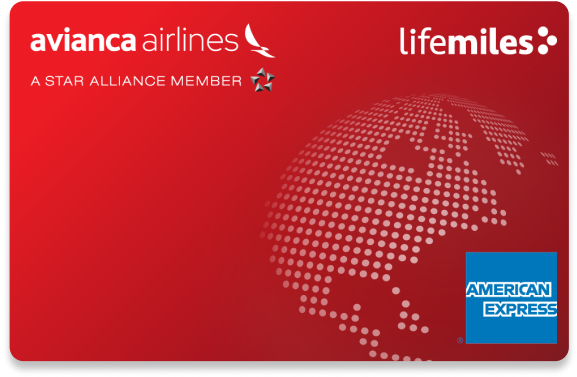 avianca airlines
lifemiles
A STAR ALLIANCE MEMBER
AMERICAN
EXPRESS
®